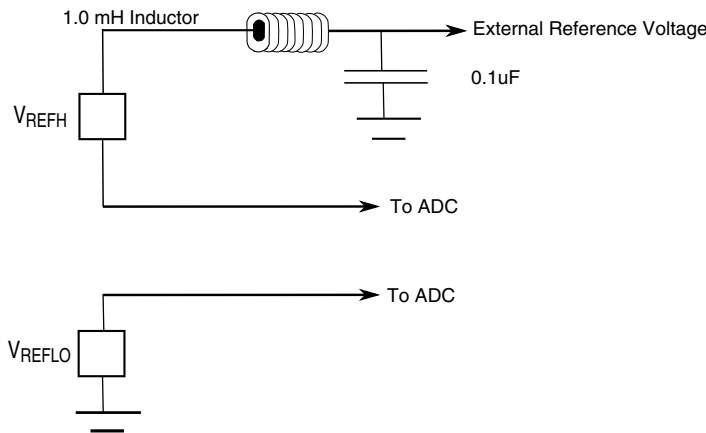 1.0 mH Inductor
External Reference Voltage
0.1uF
VREFH
To ADC
To ADC
VREFLO